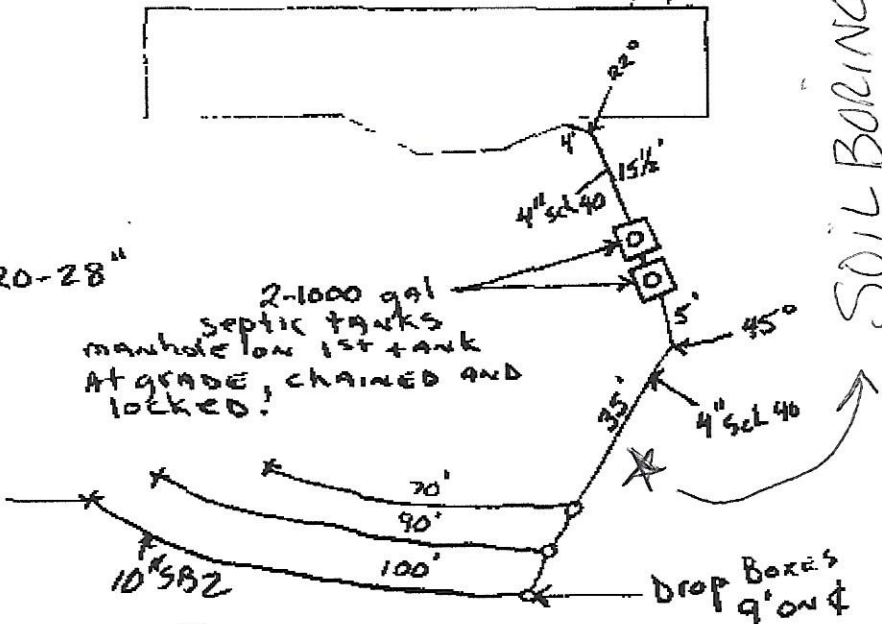 22°
4'
15½'
4" sch 40
20-28"
2-1000 gal
septic tanks
manhole on 1st tank
At grade, chained and
locked!
5'
45°
35'
4" Sch 40
SOIL BORING
70'
90'
100'
10" SB2
Drop Boxes
9' on ¢